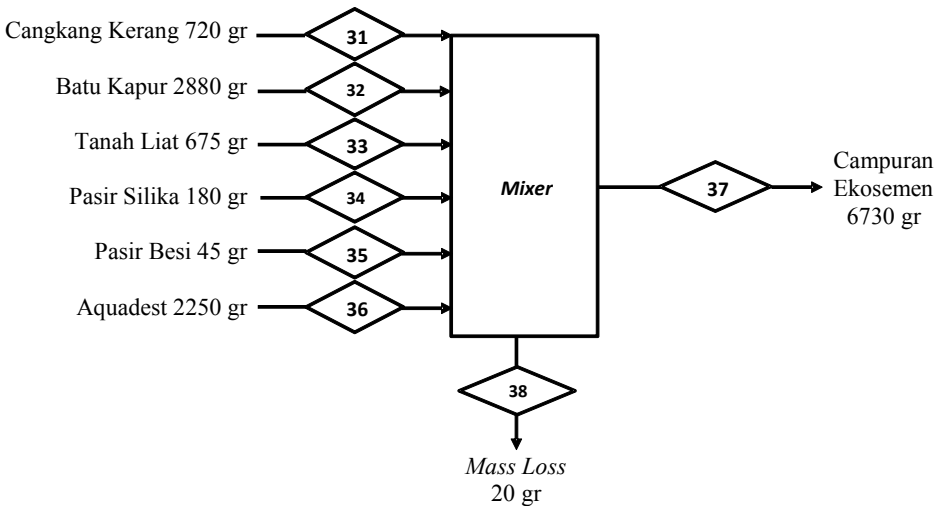 Cangkang Kerang 720 gr
31
Batu Kapur 2880 gr
32
Tanah Liat 675 gr
33
Pasir Silika 180 gr
34
Pasir Besi 45 gr
35
Aquadest 2250 gr
36
Mixer
37
Campuran
Ekosemen
6730 gr
38
Mass Loss
20 gr